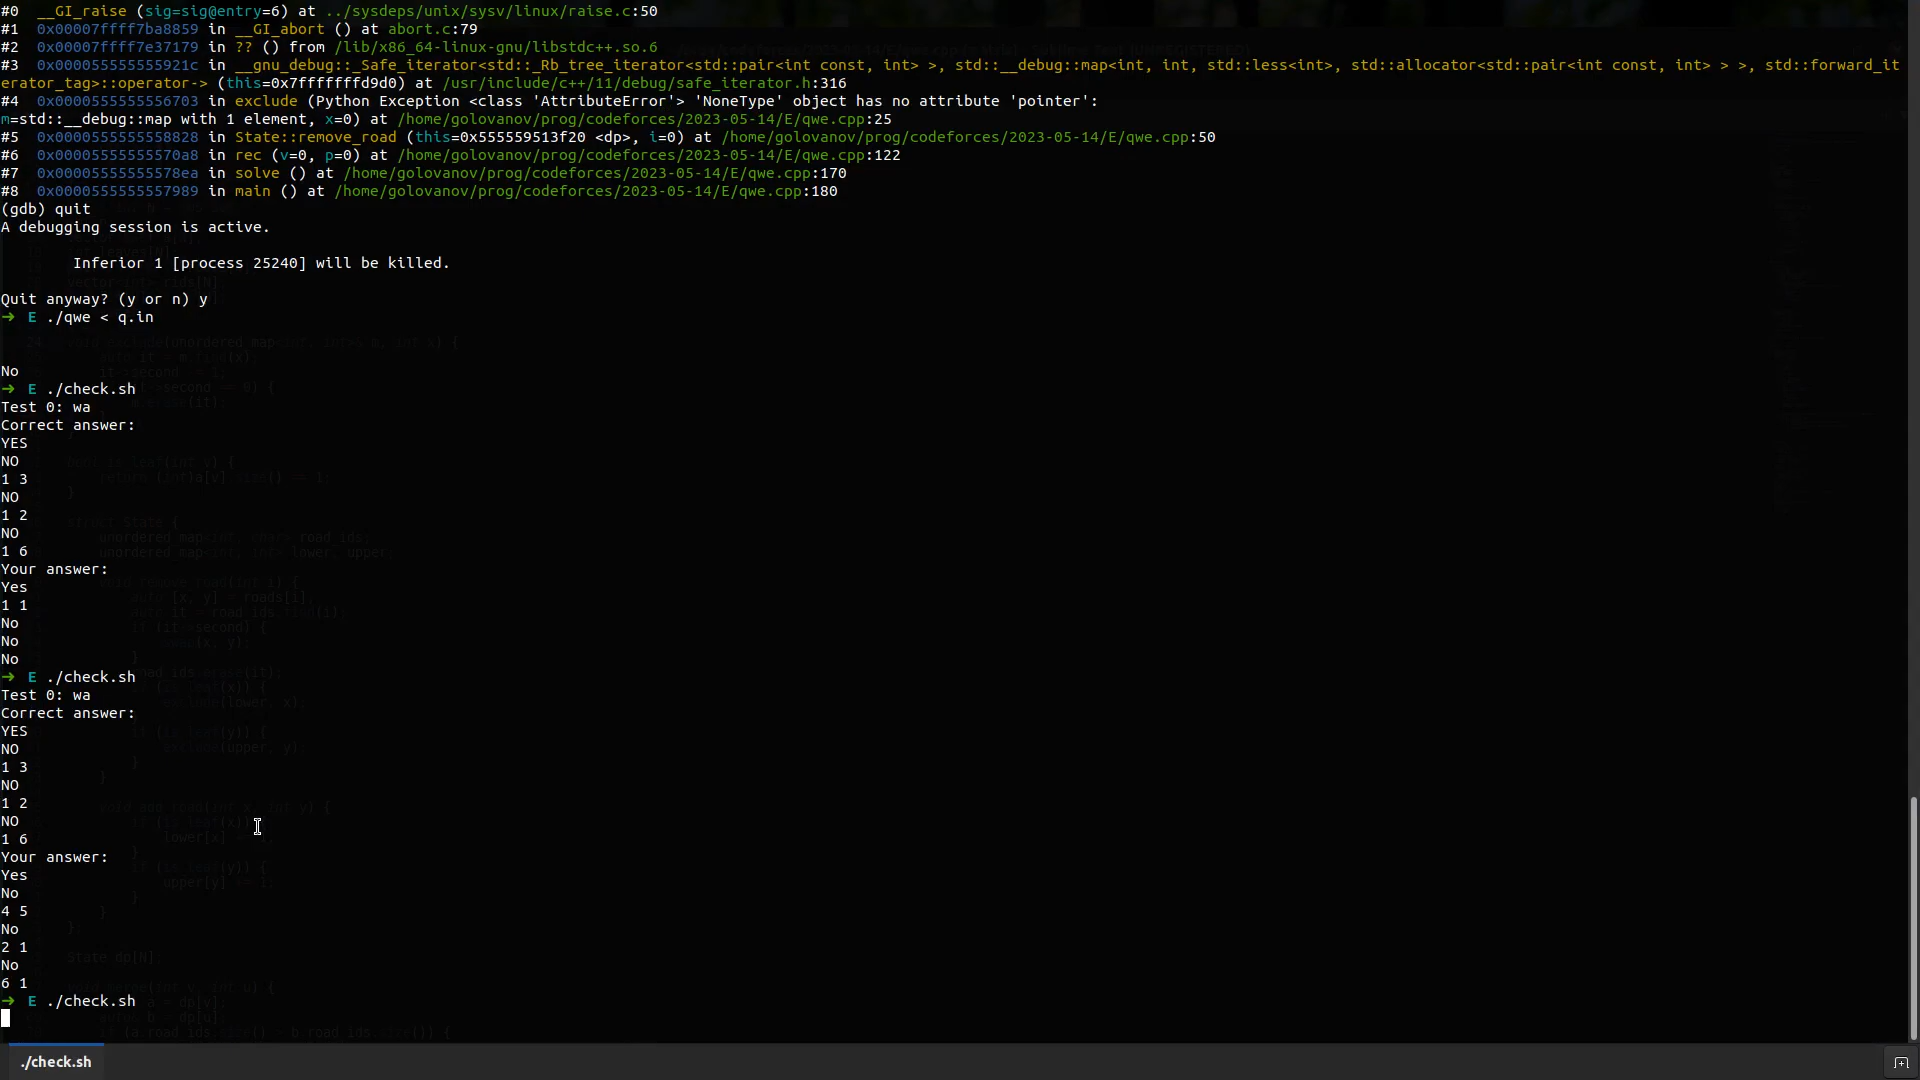 #0  __GI_raise (sig=sig@entry=6) at ../sysdeps/unix/sysv/linux/raise.c:50
#1  0x00007ffff7ba8859 in __GI_abort () at abort.c:79
#2  0x00007ffff7e37179 in ?? () from /lib/x86_64-linux-gnu/libstdc++.so.6
#3  0x000055555555921c in __gnu_debug::_Safe_iterator<std::_Rb_tree_iterator<std::pair<int const, int> >, std::__debug::map<int, int, std::less<int>, std::allocator<std::pair<int const, int> > >, std::forward_it
erator_tag>::operator-> (this=0x7fffffffd9d0) at /usr/include/c++/11/debug/safe_iterator.h:316
#4  0x0000555555556703 in exclude (Python Exception <class 'AttributeError'> 'NoneType' object has no attribute 'pointer':
m=std::__debug::map with 1 element, x=0) at /home/golovanov/prog/codeforces/2023-05-14/E/qwe.cpp:25
#5  0x0000555555558828 in State::remove_road (this=0x555559513f20 <dp>, i=0) at /home/golovanov/prog/codeforces/2023-05-14/E/qwe.cpp:50
#6  0x00005555555570a8 in rec (v=0, p=0) at /home/golovanov/prog/codeforces/2023-05-14/E/qwe.cpp:122
#7  0x00005555555578ea in solve () at /home/golovanov/prog/codeforces/2023-05-14/E/qwe.cpp:170
#8  0x0000555555557989 in main () at /home/golovanov/prog/codeforces/2023-05-14/E/qwe.cpp:180
(gdb) quit
A debugging session is active.
Inferior 1 [process 25240] will be killed.
Quit anyway? (y or n) y
➜  E ./qwe < q.in
No
➜  E ./check.sh
Test 0: wa
Correct answer:
YES
NO
1 3
NO
1 2
NO
1 6
Your answer:
Yes
1 1
No
No
No
➜  E ./check.sh
Test 0: wa
Correct answer:
YES
NO
1 3
NO
1 2
NO
1 6
Your answer:
Yes
No
4 5
No
2 1
No
6 1
➜  E ./check.sh
./check.sh